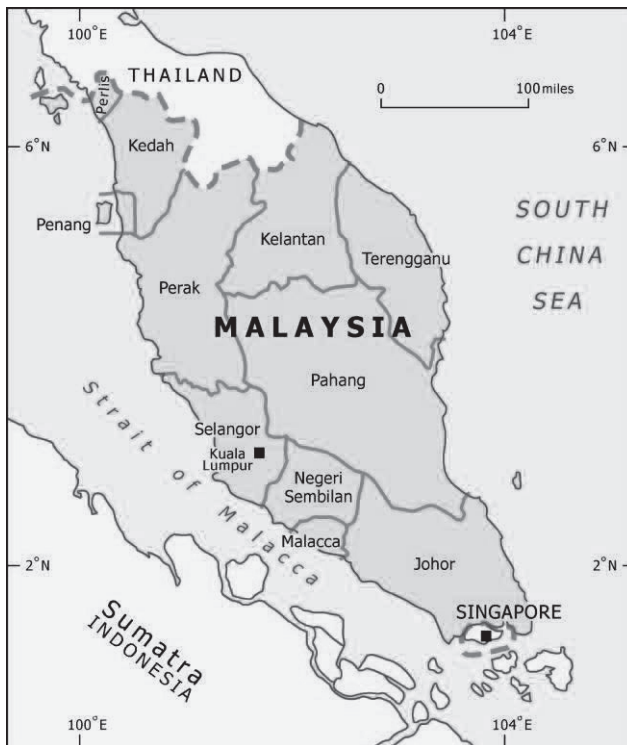 100°E
104°E
THAILAND
0
100 miles
Perlis
6°N
Kedah
6°N
Penang
SOUTH
CHINA
SEA
Kelantan
Terengganu
Perak
MALAYSIA
Pahang
Strait of Malacca
Selangor
Kuala
Lumpur
Negeri
Sembilan
Malacca
2°N
Johor
2°N
SINGAPORE
Sumatra
INDONESIA
100°E
104°E